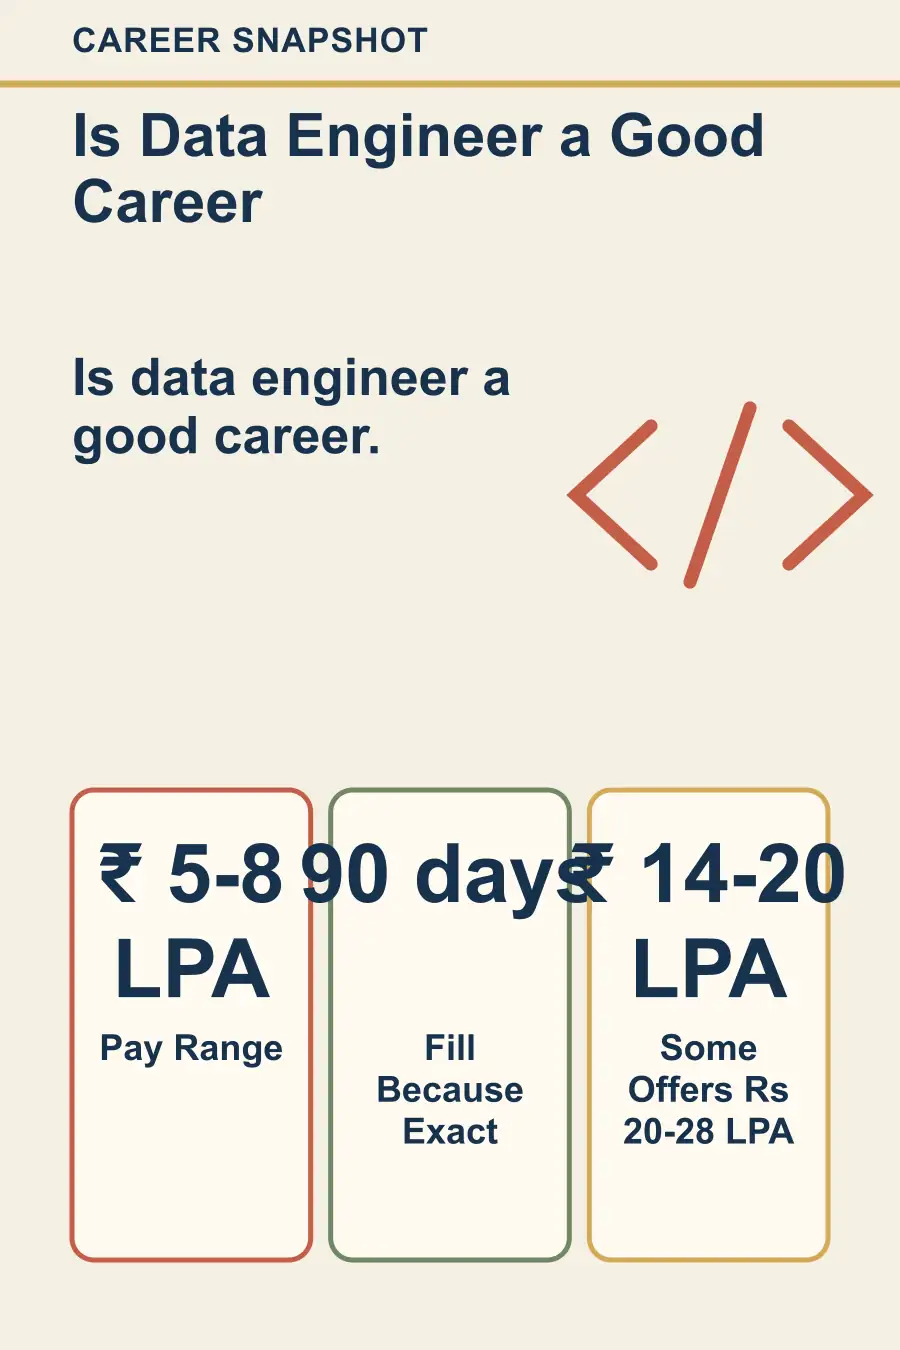 CAREER SNAPSHOT
Is Data Engineer a Good
Career
Is data engineer a
good career.
₹ 5-8
LPA
Pay Range
90 days
Fill
Because
Exact
₹ 14-20
LPA
Some
Offers Rs
20-28 LPA